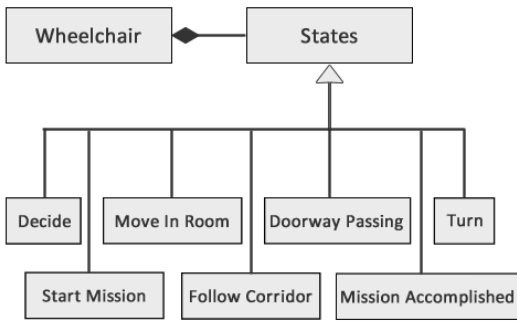 Wheelchair
States
Decide
Move In Room
Doorway Passing
Turn
Start Mission
Follow Corridor
Mission Accomplished